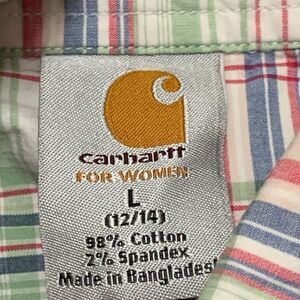 carhartt
FOR WOMEN
L
(12/14)
98% Cotton
2% Spandex
Made in Bangladesh